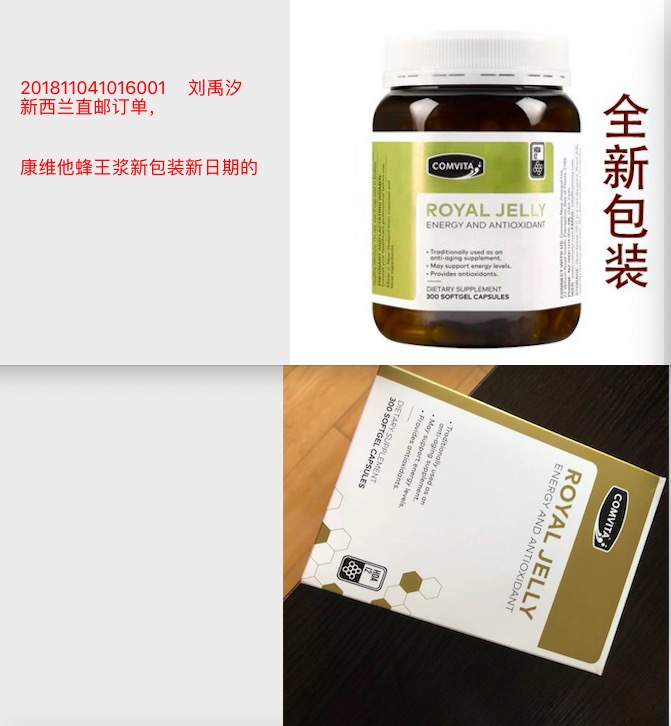 201811041016001 刘禹汐
新西兰直邮订单,
康维他蜂王浆新包装新日期的
全新包装
COMVITA
HDA
12
ROYAL JELLY
ENERGY AND ANTIOXIDANT
• Traditionally used as an
anti-aging supplement.
• May support energy levels.
• Provides antioxidants.
DIETARY SUPPLEMENT
300 SOFTGEL CAPSULES
COMVITA
ROYAL JELLY
ENERGY AND ANTIOXIDANT
• Traditionally used as an
anti-aging supplement.
• May support energy levels.
• Provides antioxidants.
DIETARY SUPPLEMENT
300 SOFTGEL CAPSULES
HDA
12